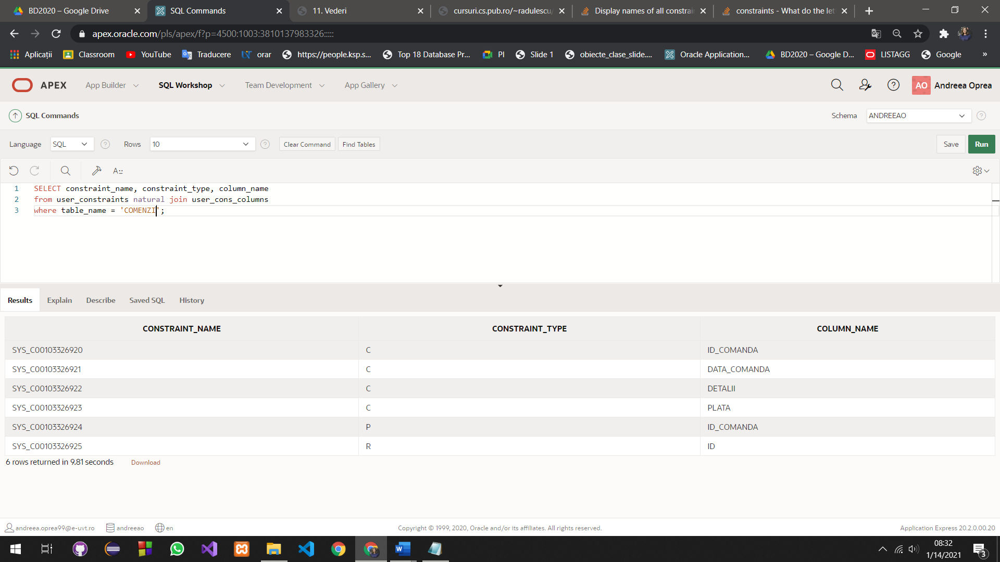 BD2020 – Google Drive
SQL Commands
11. Vederi
cursuri.cs.pub.ro/~radulescu/
Display names of all constrai
constraints - What do the let
apex.oracle.com/pls/apex/f?p=4500:1003:3810137983326:::::
Aplicații
Classroom
YouTube
Traducere
orar
https://people.ksp.s...
Top 18 Database Pr...
PI
Slide 1
obiecte_clase_slide....
Oracle Application...
BD2020 – Google D...
LISTAGG
Google
»
APEX
App Builder
SQL Workshop
Team Development
App Gallery
AO
Andreea Oprea
SQL Commands
Schema
ANDREEAO
Language
SQL
Rows
10
Clear Command
Find Tables
Save
Run
1 SELECT constraint_name, constraint_type, column_name
2 from user_constraints natural join user_cons_columns
3 where table_name = 'COMENZI';
Results
Explain
Describe
Saved SQL
History
CONSTRAINT_NAME CONSTRAINT_TYPE COLUMN_NAME
SYS_C00103326920 C ID_COMANDA
SYS_C00103326921 C DATA_COMANDA
SYS_C00103326922 C DETALII
SYS_C00103326923 C PLATA
SYS_C00103326924 P ID_COMANDA
SYS_C00103326925 R ID
6 rows returned in 9.81 seconds
Download
andreea.oprea99@e-uvt.ro
andreeao
en
Copyright © 1999, 2020, Oracle and/or its affiliates. All rights reserved.
Application Express 20.2.0.00.20
08:32
1/14/2021
3